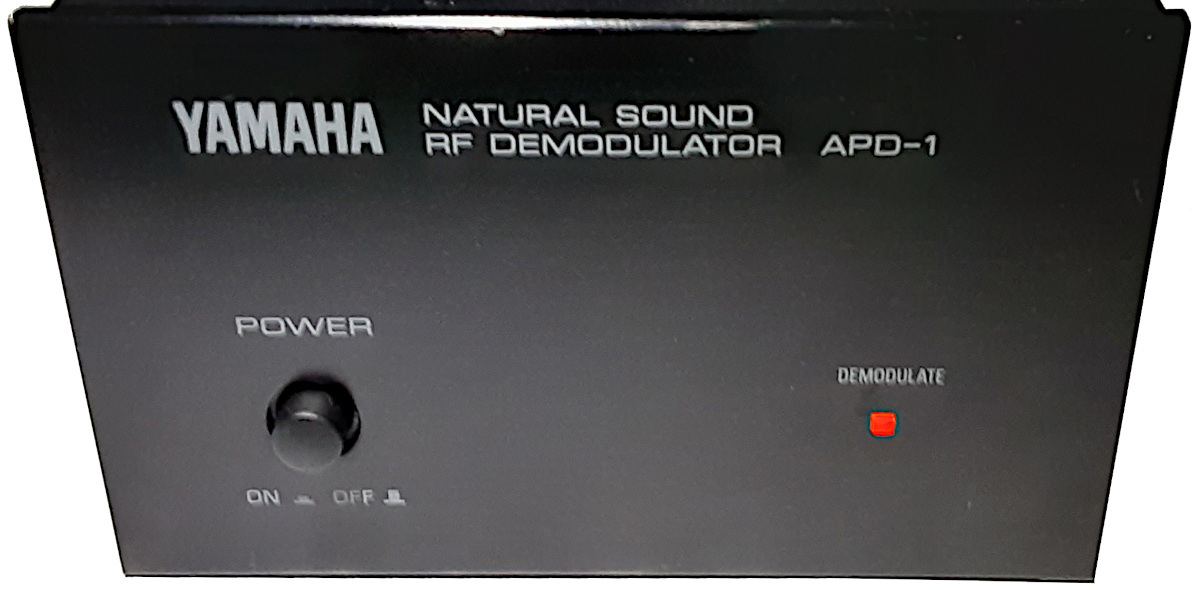 YAMAHA
NATURAL SOUND
RF DEMODULATOR APD-1
POWER
DEMODULATE
ON OFF